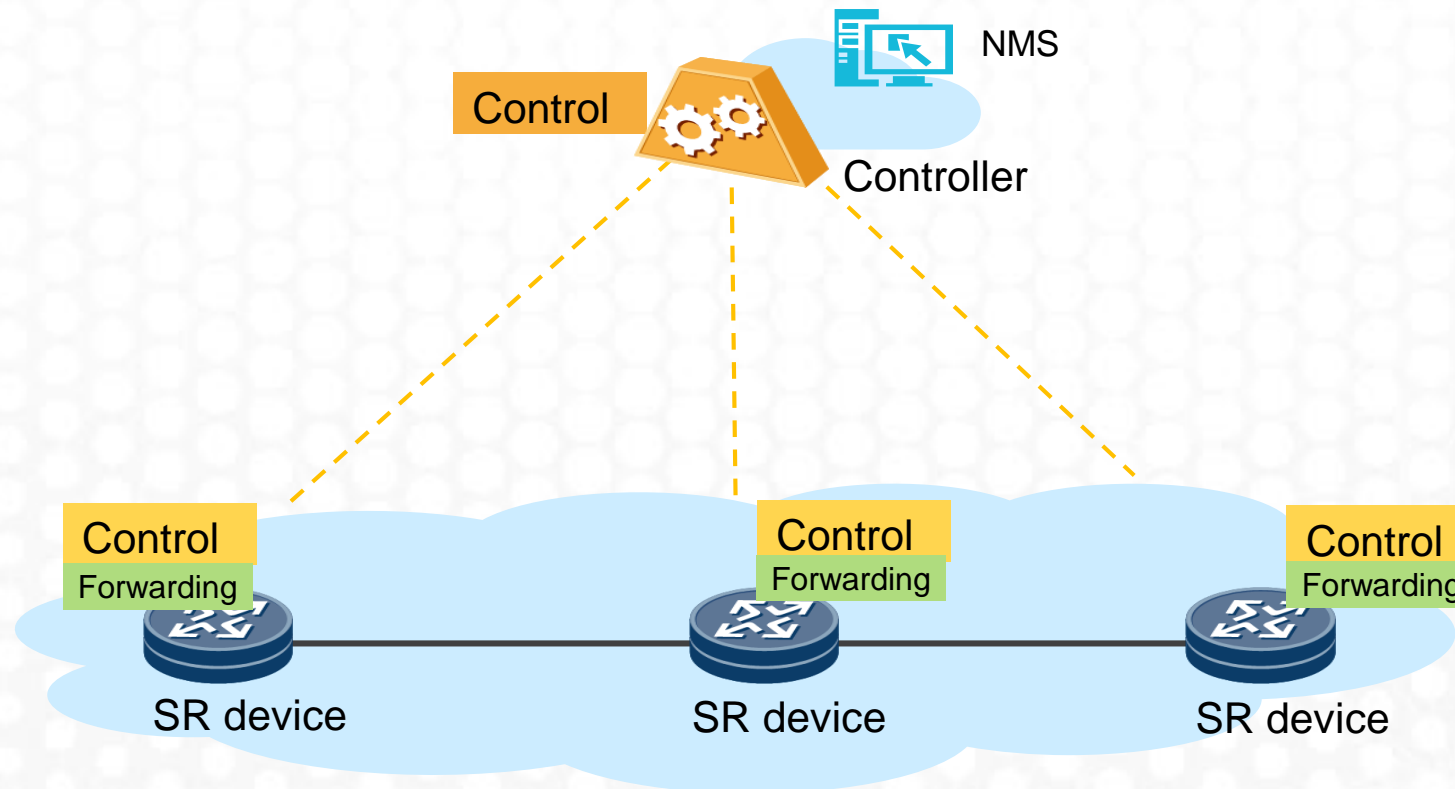 NMS
Control
Controller
Control
Forwarding
Control
Forwarding
Control
Forwarding
SR device
SR device
SR device